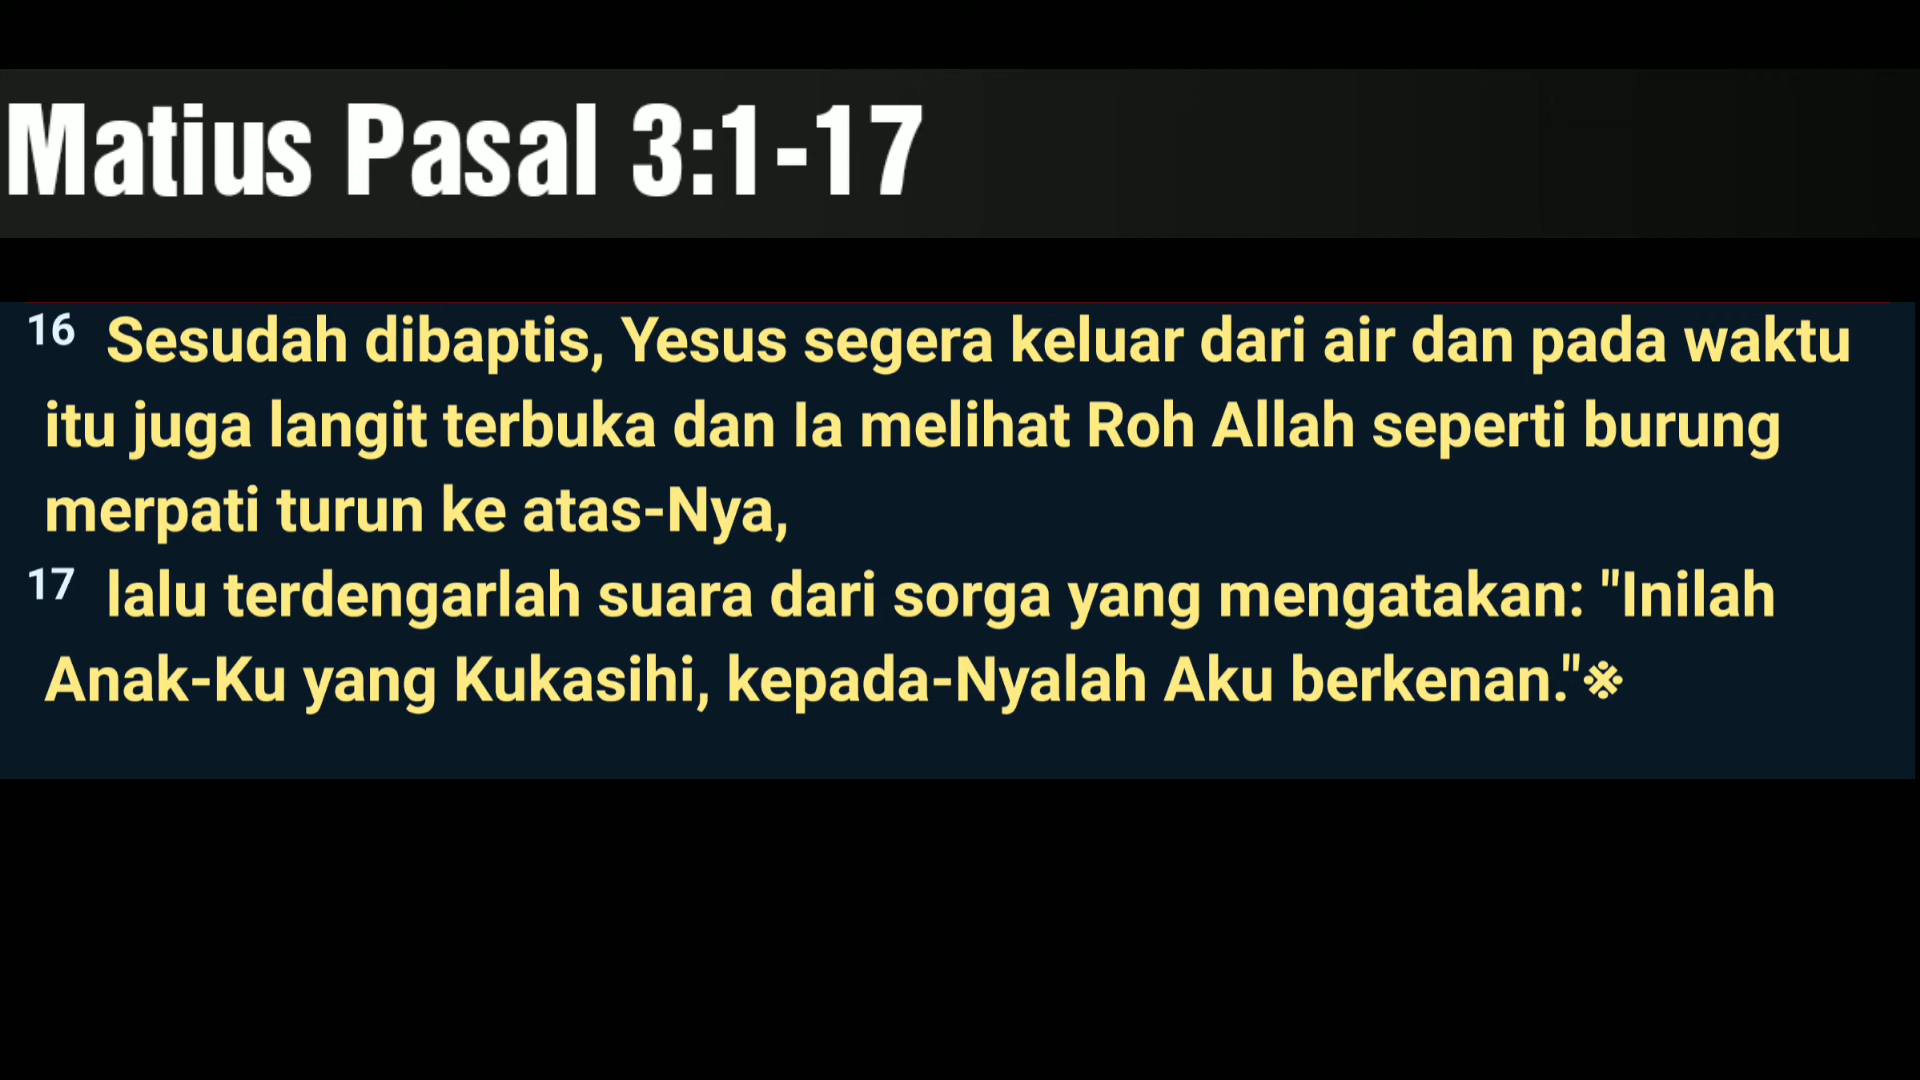 Matius Pasal 3:1-17
16 Sesudah dibaptis, Yesus segera keluar dari air dan pada waktu
itu juga langit terbuka dan Ia melihat Roh Allah seperti burung
merpati turun ke atas-Nya,
17 lalu terdengarlah suara dari sorga yang mengatakan: "Inilah
Anak-Ku yang Kukasihi, kepada-Nyalah Aku berkenan."※